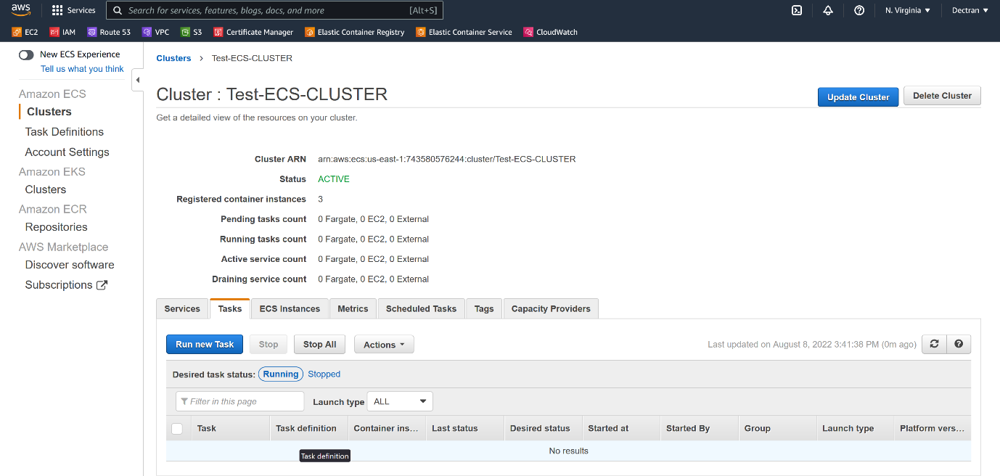 aws Services Search for services, features, blogs, docs, and more [Alt+S] N. Virginia Dectran
EC2 IAM Route 53 VPC S3 Certificate Manager Elastic Container Registry Elastic Container Service CloudWatch
New ECS Experience
Tell us what you think
Amazon ECS
Clusters
Task Definitions
Account Settings
Amazon EKS
Clusters
Amazon ECR
Repositories
AWS Marketplace
Discover software
Subscriptions
Clusters > Test-ECS-CLUSTER
Cluster : Test-ECS-CLUSTER
Update Cluster Delete Cluster
Get a detailed view of the resources on your cluster.
Cluster ARN arn:aws:ecs:us-east-1:743580576244:cluster/Test-ECS-CLUSTER
Status ACTIVE
Registered container instances 3
Pending tasks count 0 Fargate, 0 EC2, 0 External
Running tasks count 0 Fargate, 0 EC2, 0 External
Active service count 0 Fargate, 0 EC2, 0 External
Draining service count 0 Fargate, 0 EC2, 0 External
Services Tasks ECS Instances Metrics Scheduled Tasks Tags Capacity Providers
Run new Task Stop Stop All Actions Last updated on August 8, 2022 3:41:38 PM (0m ago)
Desired task status: Running Stopped
Filter in this page Launch type ALL
Task Task definition Container ins... Last status Desired status Started at Started By Group Launch type Platform vers...
No results
Task definition